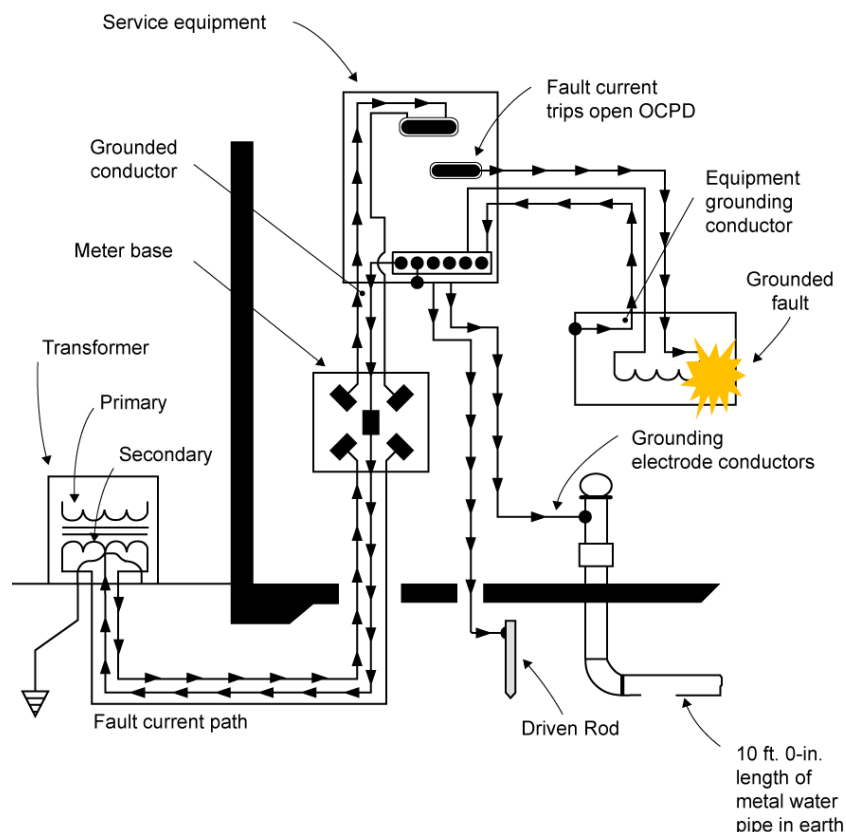 Service equipment
Fault current
trips open OCPD
Grounded
conductor
Equipment
grounding
conductor
Meter base
Grounded
fault
Transformer
Primary
Secondary
Grounding
electrode conductors
Fault current path
Driven Rod
10 ft. 0-in.
length of
metal water
pipe in earth